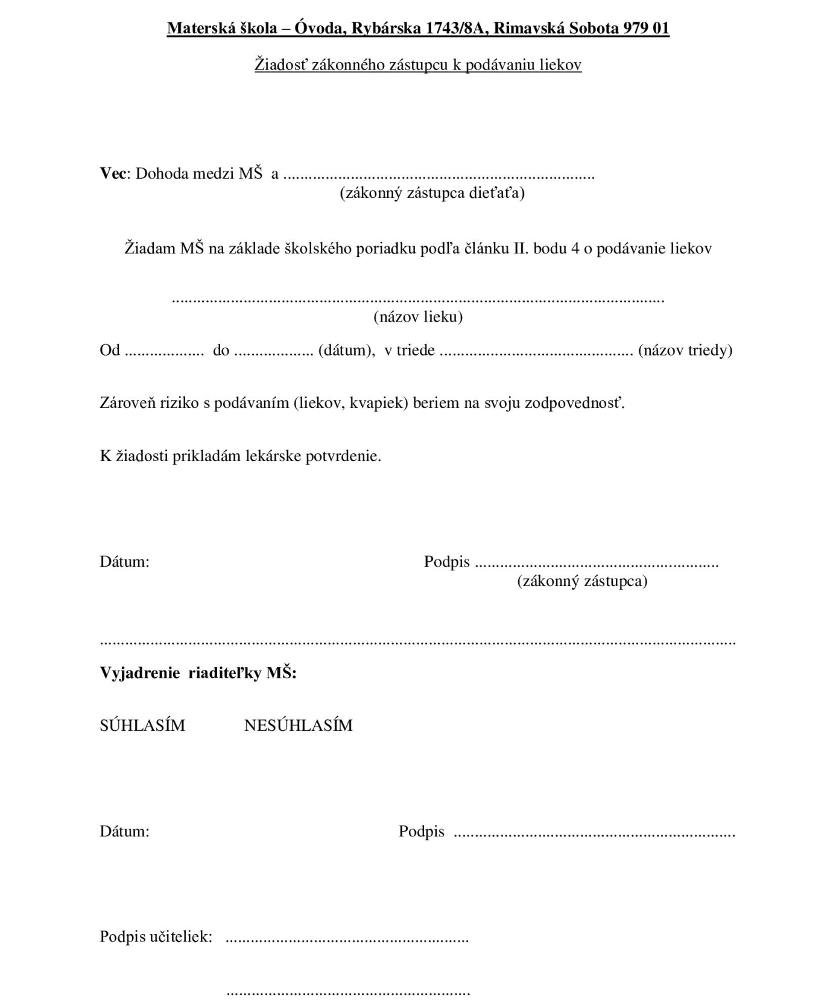 Materská škola – Óvoda, Rybárska 1743/8A, Rimavská Sobota 979 01
Žiadosť zákonného zástupcu k podávaniu liekov
Vec: Dohoda medzi MŠ a ..........................................................................
(zákonný zástupca dieťaťa)
Žiadam MŠ na základe školského poriadku podľa článku II. bodu 4 o podávanie liekov
.....................................................................................................................
(názov lieku)
Od ................... do ................... (dátum), v triede .............................................. (názov triedy)
Zároveň riziko s podávaním (liekov, kvapiek) beriem na svoju zodpovednosť.
K žiadosti prikladám lekárske potvrdenie.
Dátum: Podpis ..........................................................
(zákonný zástupca)
.......................................................................................................................................................
Vyjadrenie riaditeľky MŠ:
SÚHLASÍM NESÚHLASÍM
Dátum: Podpis ...................................................................
Podpis učiteliek: ..........................................................
..........................................................